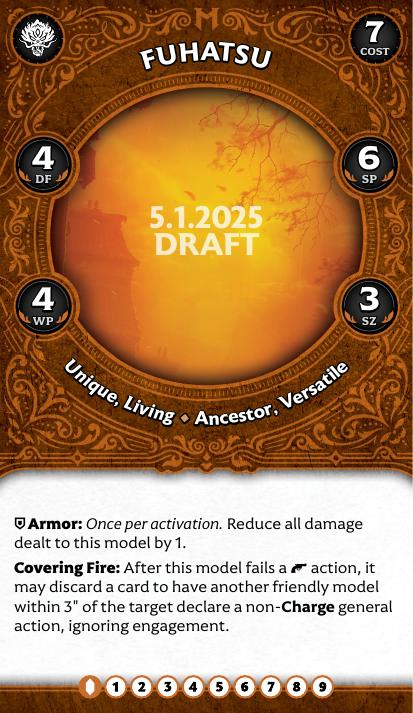 FUHATSU
7
COST
4
DF
6
SP
5.1.2025
DRAFT
4
WP
3
SZ
Unique, Living ◆ Ancestor, Versatile
Armor: Once per activation. Reduce all damage
dealt to this model by 1.
Covering Fire: After this model fails a action, it
may discard a card to have another friendly model
within 3" of the target declare a non-Charge general
action, ignoring engagement.
1 2 3 4 5 6 7 8 9